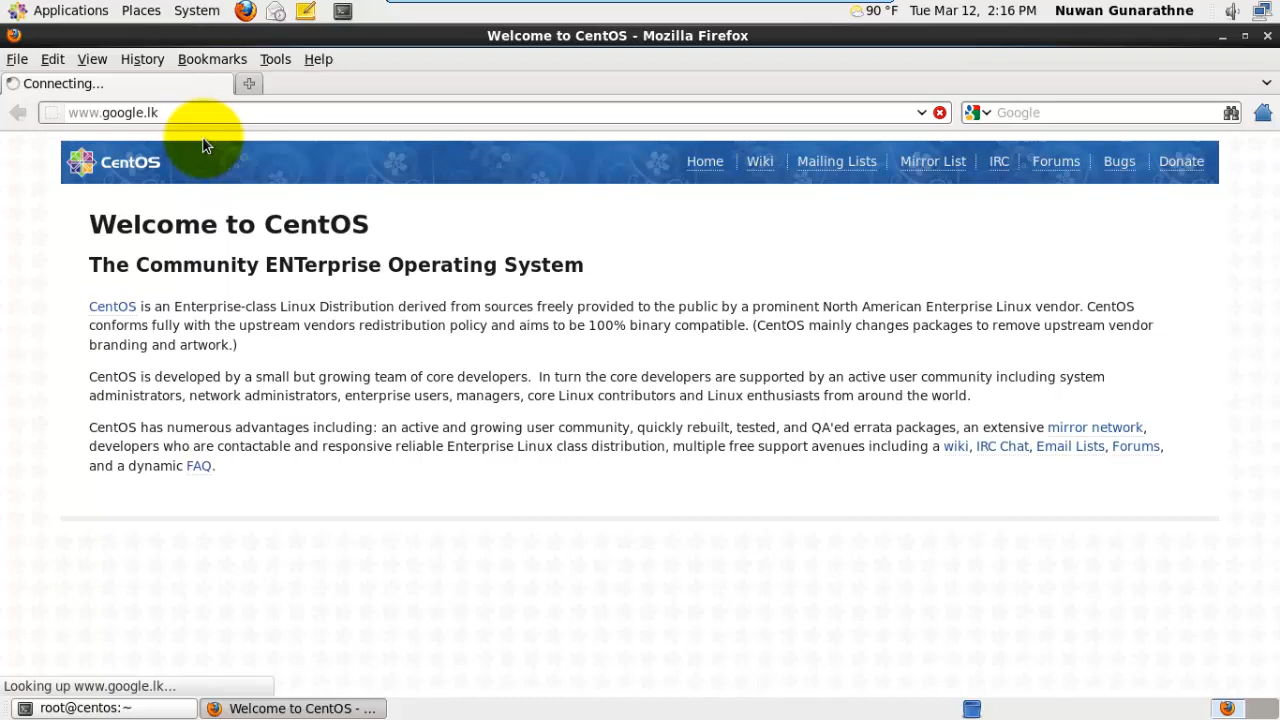 Applications Places System 90 °F Tue Mar 12, 2:16 PM Nuwan Gunarathne
Welcome to CentOS - Mozilla Firefox
File Edit View History Bookmarks Tools Help
Connecting...
www.google.lk Google
CentOS Home Wiki Mailing Lists Mirror List IRC Forums Bugs Donate
Welcome to CentOS
The Community ENTerprise Operating System
CentOS is an Enterprise-class Linux Distribution derived from sources freely provided to the public by a prominent North American Enterprise Linux vendor. CentOS
conforms fully with the upstream vendors redistribution policy and aims to be 100% binary compatible. (CentOS mainly changes packages to remove upstream vendor
branding and artwork.)
CentOS is developed by a small but growing team of core developers. In turn the core developers are supported by an active user community including system
administrators, network administrators, enterprise users, managers, core Linux contributors and Linux enthusiasts from around the world.
CentOS has numerous advantages including: an active and growing user community, quickly rebuilt, tested, and QA'ed errata packages, an extensive mirror network,
developers who are contactable and responsive reliable Enterprise Linux class distribution, multiple free support avenues including a wiki, IRC Chat, Email Lists, Forums,
and a dynamic FAQ.
Looking up www.google.lk...
root@centos:~ Welcome to CentOS - ...